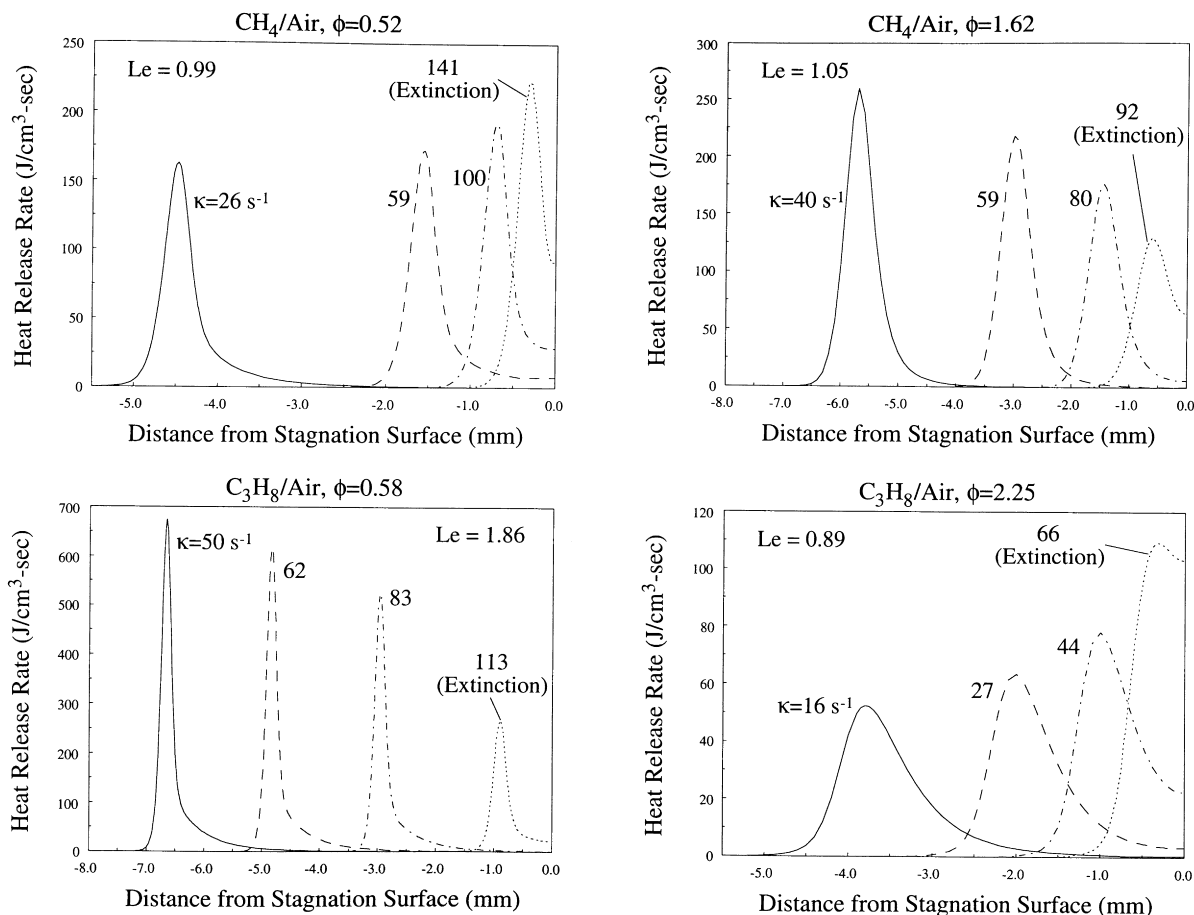 CH4/Air, ϕ=0.52
Heat Release Rate (J/cm³-sec)
250
200
150
100
50
0
Le = 0.99
141
(Extinction)
κ=26 s⁻¹
59
100
-5.0 -4.0 -3.0 -2.0 -1.0 0.0
Distance from Stagnation Surface (mm)
CH4/Air, ϕ=1.62
Heat Release Rate (J/cm³-sec)
300
250
200
150
100
50
0
Le = 1.05
92
(Extinction)
κ=40 s⁻¹
59
80
-8.0 -7.0 -6.0 -5.0 -4.0 -3.0 -2.0 -1.0 0.0
Distance from Stagnation Surface (mm)
C3H8/Air, ϕ=0.58
Heat Release Rate (J/cm³-sec)
700
600
500
400
300
200
100
0
κ=50 s⁻¹
Le = 1.86
62
83
113
(Extinction)
-8.0 -7.0 -6.0 -5.0 -4.0 -3.0 -2.0 -1.0 0.0
Distance from Stagnation Surface (mm)
C3H8/Air, ϕ=2.25
Heat Release Rate (J/cm³-sec)
120
100
80
60
40
20
0
Le = 0.89
66
(Extinction)
κ=16 s⁻¹
27
44
-5.0 -4.0 -3.0 -2.0 -1.0 0.0
Distance from Stagnation Surface (mm)